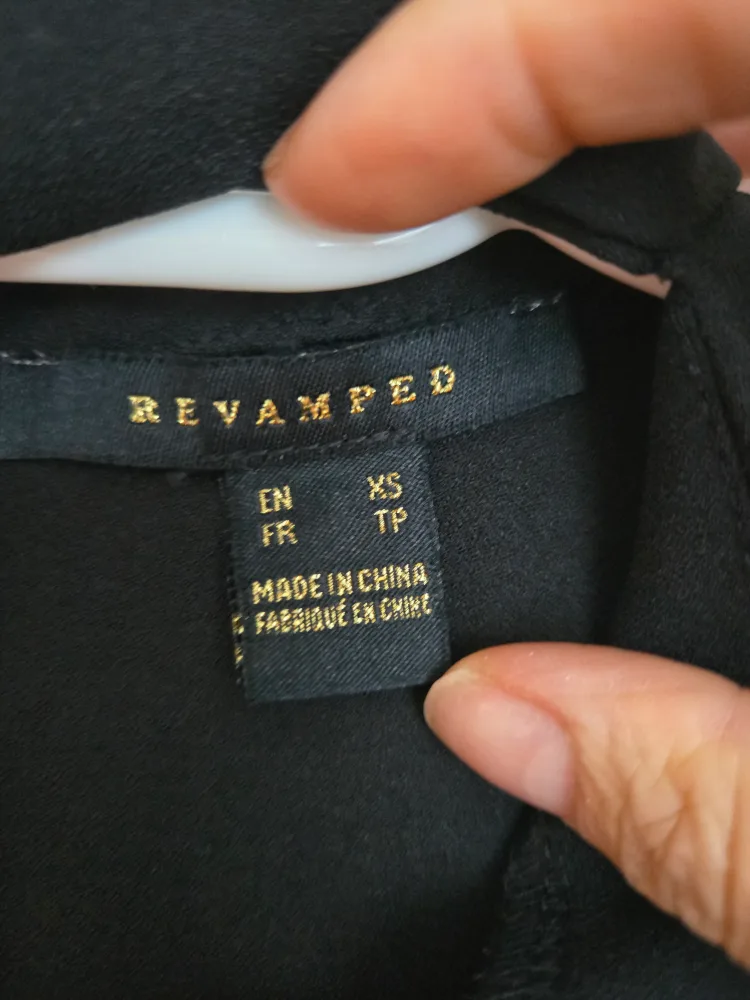 REVAMPED
EN XS
FR TP
MADE IN CHINA
FABRIQUÉ EN CHINE